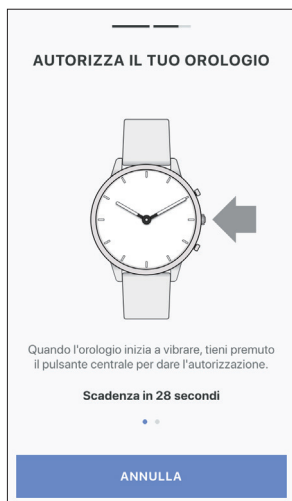 AUTORIZZA IL TUO OROLOGIO
Quando l'orologio inizia a vibrare, tieni premuto
il pulsante centrale per dare l'autorizzazione.
Scadenza in 28 secondi
ANNULLA